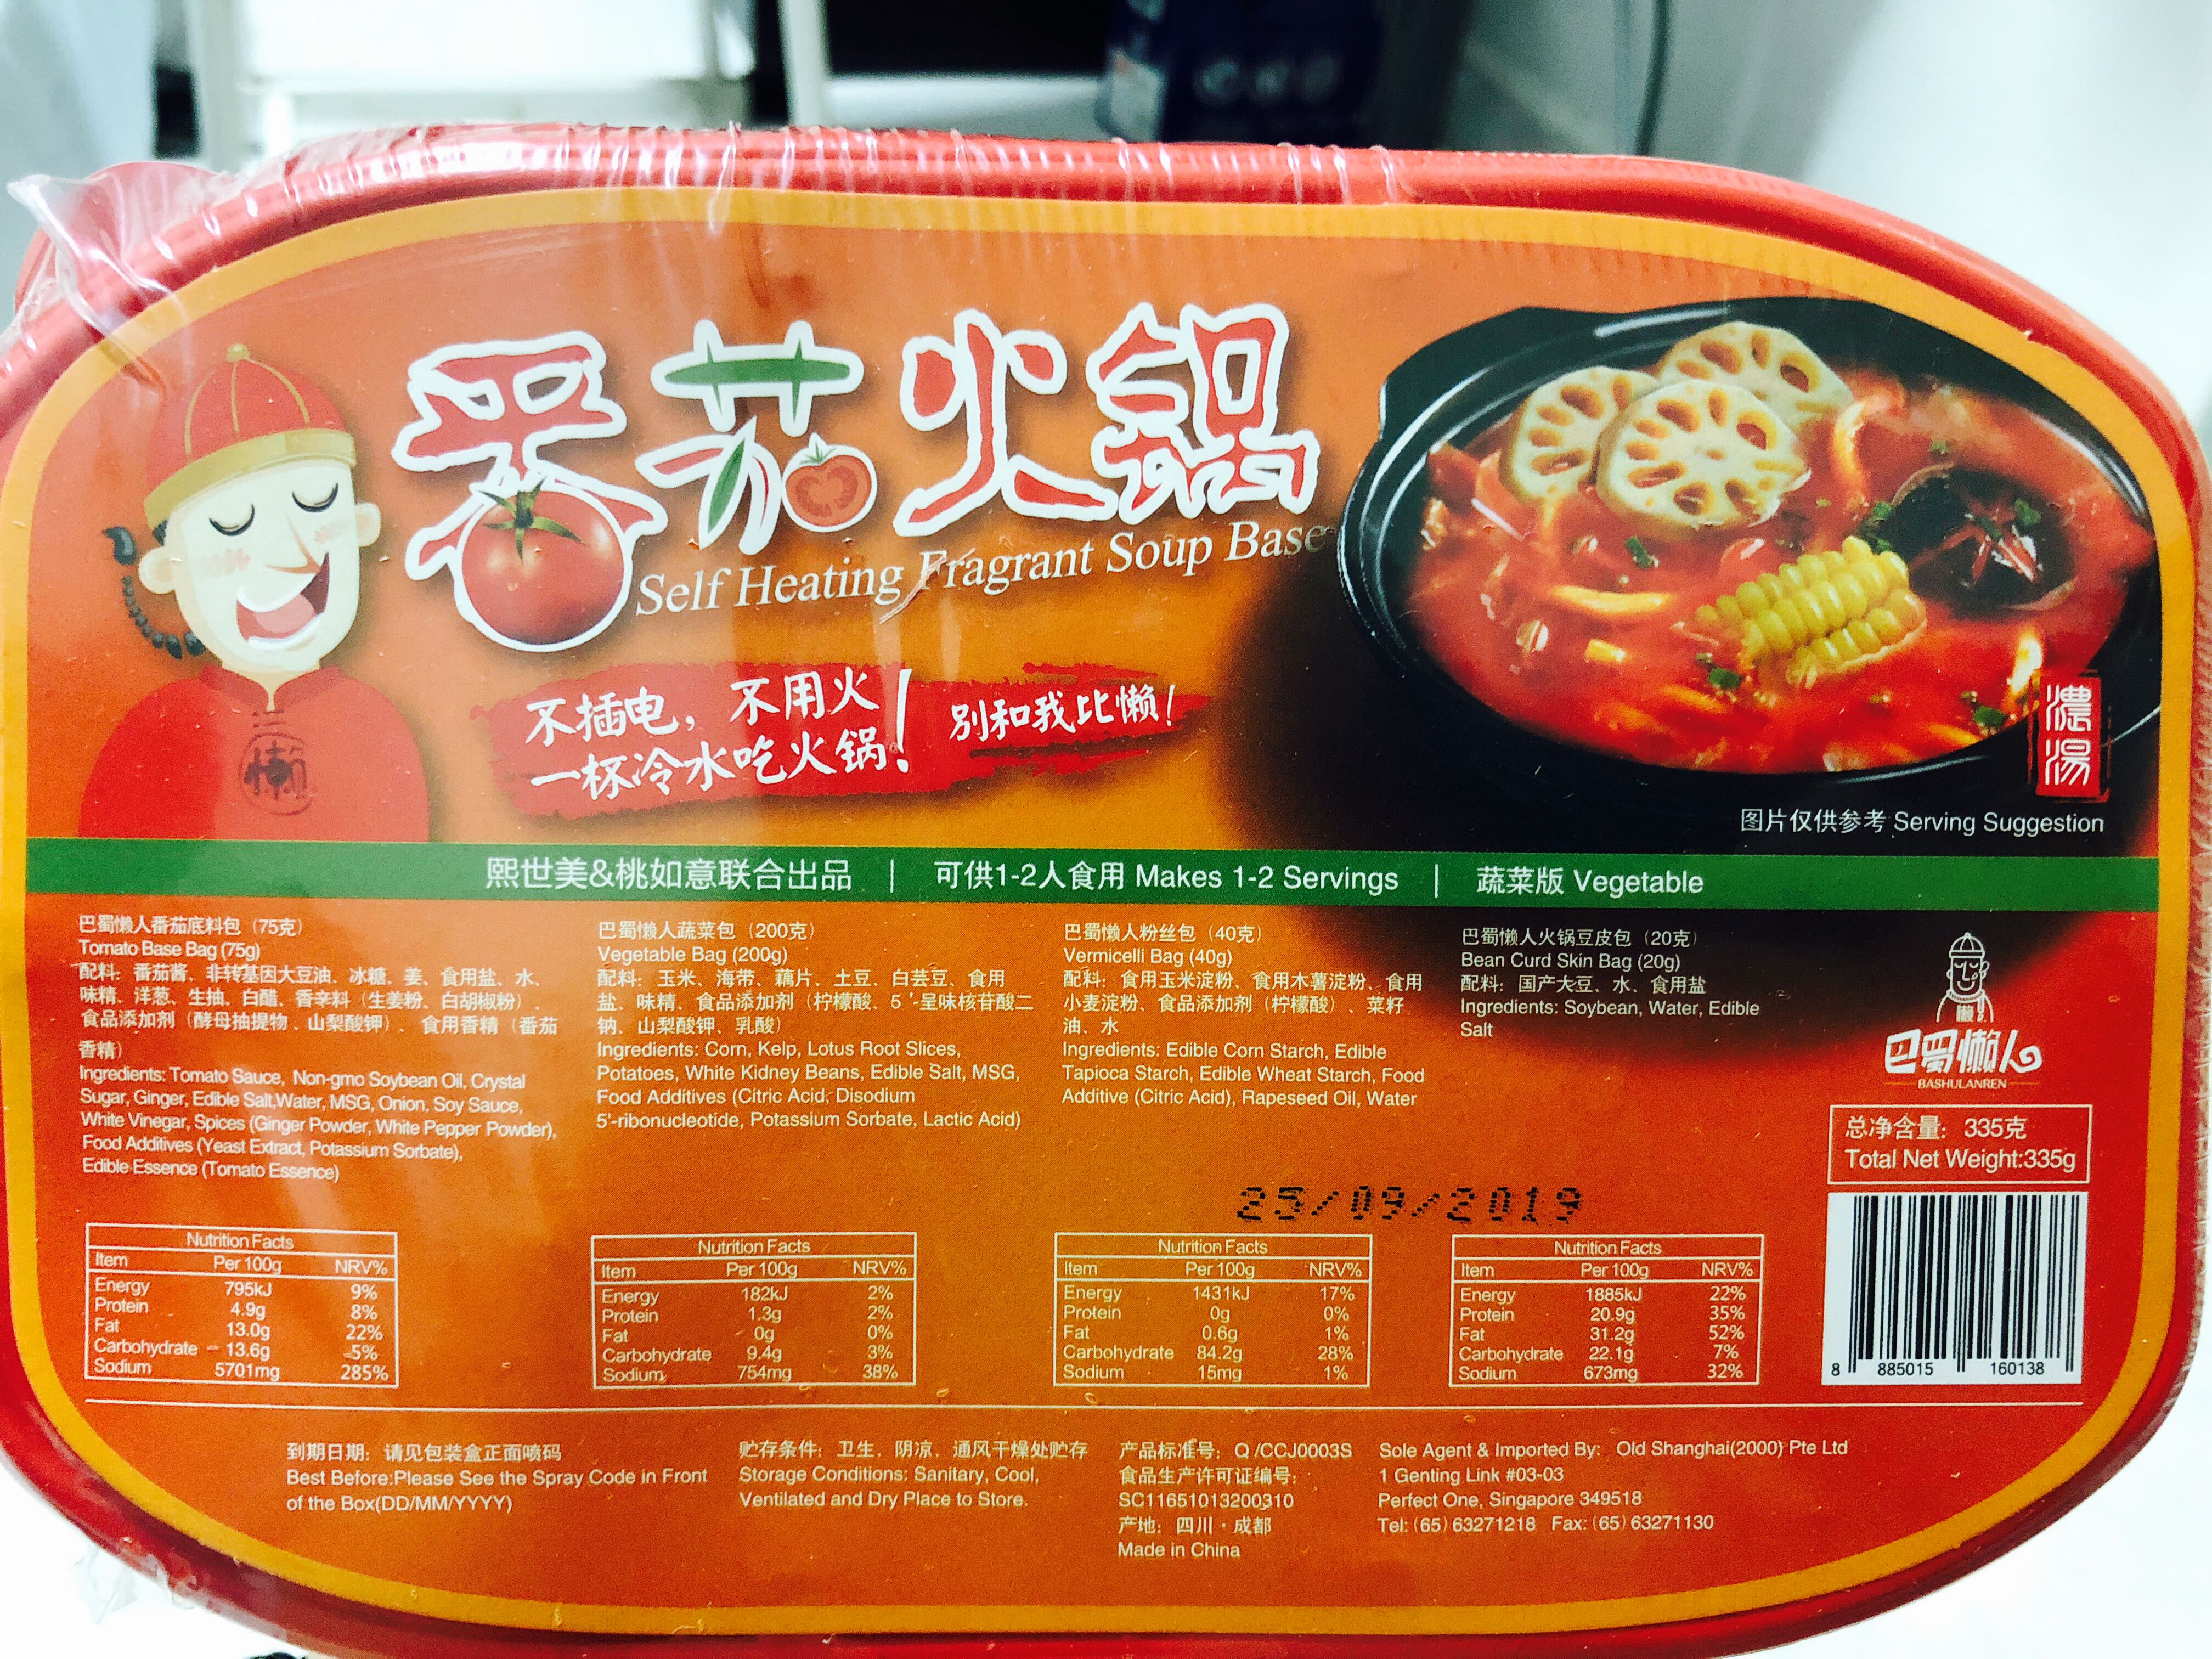 番茄火锅
Self Heating Fragrant Soup Base
不插电，不用火！
一杯冷水吃火锅！
别和我比懒！
懒
濃湯
图片仅供参考 Serving Suggestion
熙世美&桃如意联合出品 | 可供1-2人食用 Makes 1-2 Servings | 蔬菜版 Vegetable
巴蜀懒人番茄底料包（75克）
Tomato Base Bag (75g)
配料：番茄酱、非转基因大豆油、冰糖、姜、食用盐、水、
味精、洋葱、生抽、白醋、香辛料（生姜粉、白胡椒粉）、
食品添加剂（酵母抽提物、山梨酸钾）、食用香精（番茄
香精）
Ingredients: Tomato Sauce, Non-gmo Soybean Oil, Crystal
Sugar, Ginger, Edible Salt,Water, MSG, Onion, Soy Sauce,
White Vinegar, Spices (Ginger Powder, White Pepper Powder),
Food Additives (Yeast Extract, Potassium Sorbate),
Edible Essence (Tomato Essence)
巴蜀懒人蔬菜包（200克）
Vegetable Bag (200g)
配料：玉米、海带、藕片、土豆、白芸豆、食用
盐、味精、食品添加剂（柠檬酸、5 '-呈味核苷酸二
钠、山梨酸钾、乳酸）
Ingredients: Corn, Kelp, Lotus Root Slices,
Potatoes, White Kidney Beans, Edible Salt, MSG,
Food Additives (Citric Acid, Disodium
5'-ribonucleotide, Potassium Sorbate, Lactic Acid)
巴蜀懒人粉丝包（40克）
Vermicelli Bag (40g)
配料：食用玉米淀粉、食用木薯淀粉、食用
小麦淀粉、食品添加剂（柠檬酸）、菜籽
油、水
Ingredients: Edible Corn Starch, Edible
Tapioca Starch, Edible Wheat Starch, Food
Additive (Citric Acid), Rapeseed Oil, Water
巴蜀懒人火锅豆皮包（20克）
Bean Curd Skin Bag (20g)
配料：国产大豆、水、食用盐
Ingredients: Soybean, Water, Edible
Salt
懒
巴蜀懒人
BASHULANREN
总净含量：335克
Total Net Weight:335g
25/09/2019
Nutrition Facts
Item Per 100g NRV%
Energy 795kJ 9%
Protein 4.9g 8%
Fat 13.0g 22%
Carbohydrate 13.6g 5%
Sodium 5701mg 285%
Nutrition Facts
Item Per 100g NRV%
Energy 182kJ 2%
Protein 1.3g 2%
Fat 0g 0%
Carbohydrate 9.4g 3%
Sodium 754mg 38%
Nutrition Facts
Item Per 100g NRV%
Energy 1431kJ 17%
Protein 0g 0%
Fat 0.6g 1%
Carbohydrate 84.2g 28%
Sodium 15mg 1%
Nutrition Facts
Item Per 100g NRV%
Energy 1885kJ 22%
Protein 20.9g 35%
Fat 31.2g 52%
Carbohydrate 22.1g 7%
Sodium 673mg 32%
8 885015 160138
到期日期：请见包装盒正面喷码
Best Before:Please See the Spray Code in Front
of the Box(DD/MM/YYYY)
贮存条件：卫生，阴凉，通风干燥处贮存
Storage Conditions: Sanitary, Cool,
Ventilated and Dry Place to Store.
产品标准号：Q /CCJ0003S
食品生产许可证编号：
SC11651013200310
产地：四川·成都
Made in China
Sole Agent & Imported By: Old Shanghai(2000) Pte Ltd
1 Genting Link #03-03
Perfect One, Singapore 349518
Tel: (65) 63271218 Fax: (65) 63271130